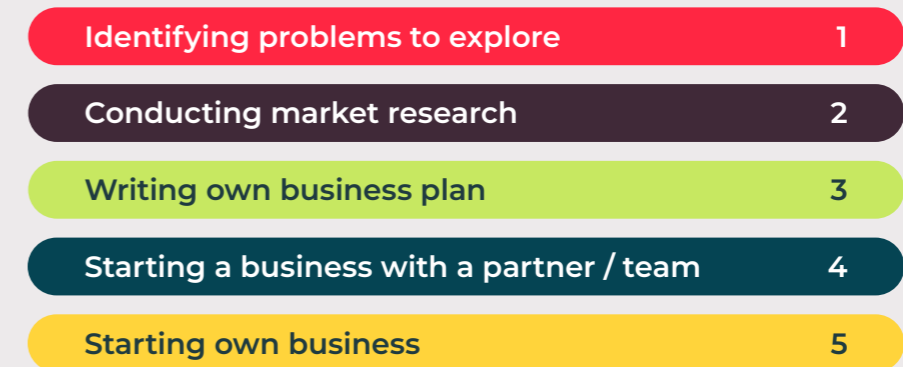 Identifying problems to explore 1
Conducting market research 2
Writing own business plan 3
Starting a business with a partner / team 4
Starting own business 5